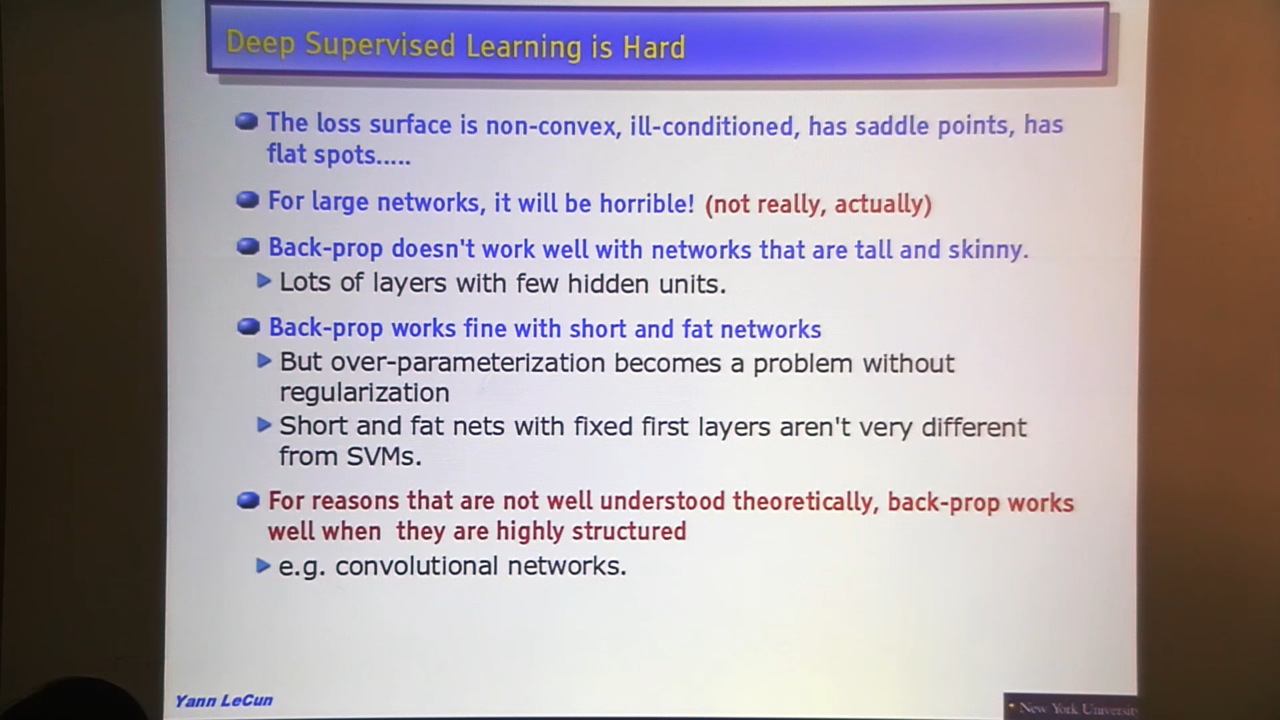 Deep Supervised Learning is Hard
The loss surface is non-convex, ill-conditioned, has saddle points, has
flat spots.....
For large networks, it will be horrible! (not really, actually)
Back-prop doesn't work well with networks that are tall and skinny.
Lots of layers with few hidden units.
Back-prop works fine with short and fat networks
But over-parameterization becomes a problem without
regularization
Short and fat nets with fixed first layers aren't very different
from SVMs.
For reasons that are not well understood theoretically, back-prop works
well when they are highly structured
e.g. convolutional networks.
Yann LeCun
New York University